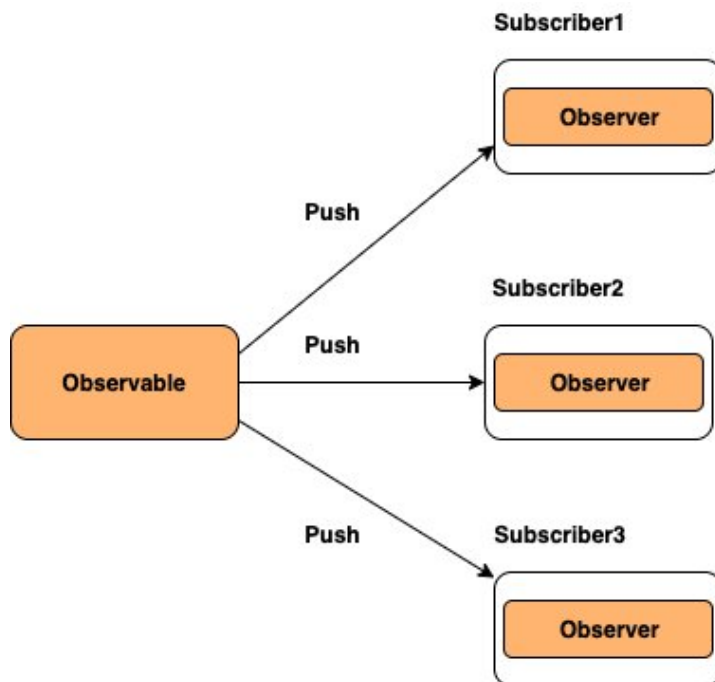 Subscriber1
Observer
Push
Subscriber2
Push
Observable
Observer
Push
Subscriber3
Observer